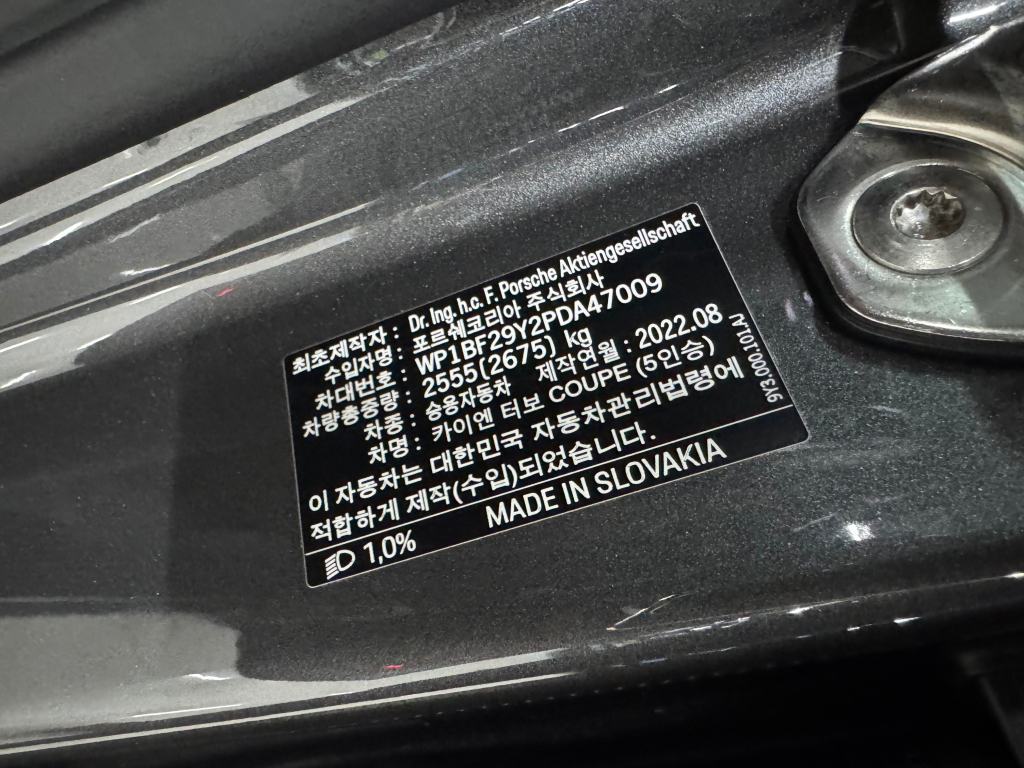 최초제작자 : Dr. Ing. h.c. F. Porsche Aktiengesellschaft
수입자명 : 포르쉐코리아 주식회사
차대번호 : WP1BF29Y2PDA47009
차량총중량 : 2555(2675) kg
차종 : 승용자동차 제작연월 : 2022.08
차명 : 카이엔 터보 COUPE (5인승)
이 자동차는 대한민국 자동차관리법령에
적합하게 제작(수입)되었습니다.
9Y3.000.101.AJ
1,0% MADE IN SLOVAKIA